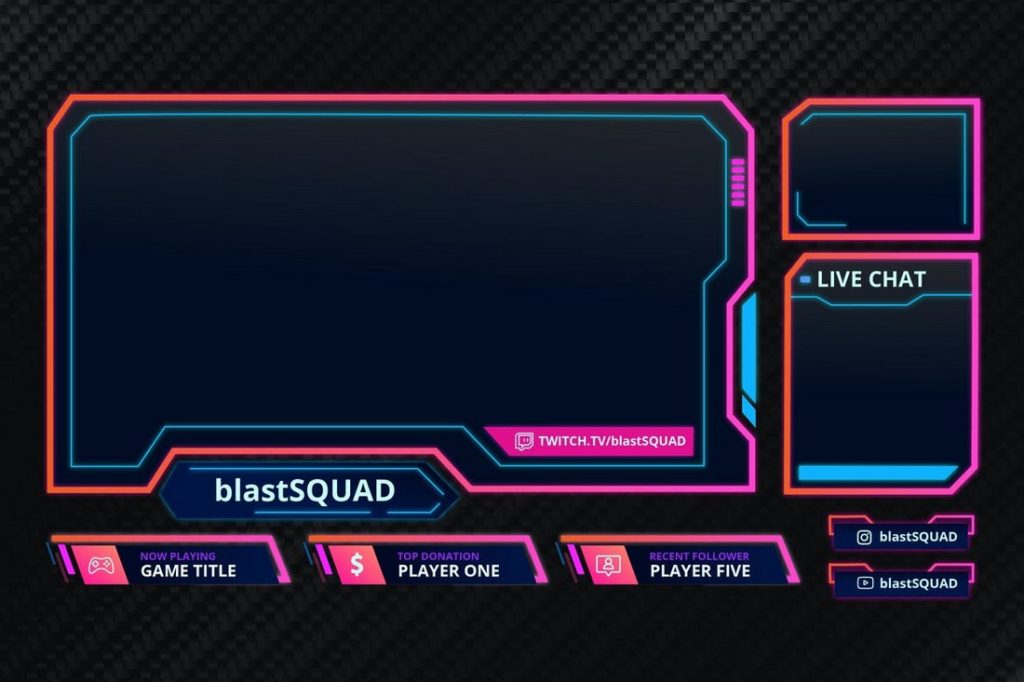 LIVE CHAT
TWITCH.TV/blastSQUAD
blastSQUAD
NOW PLAYING
GAME TITLE
$
TOP DONATION
PLAYER ONE
RECENT FOLLOWER
PLAYER FIVE
blastSQUAD
blastSQUAD